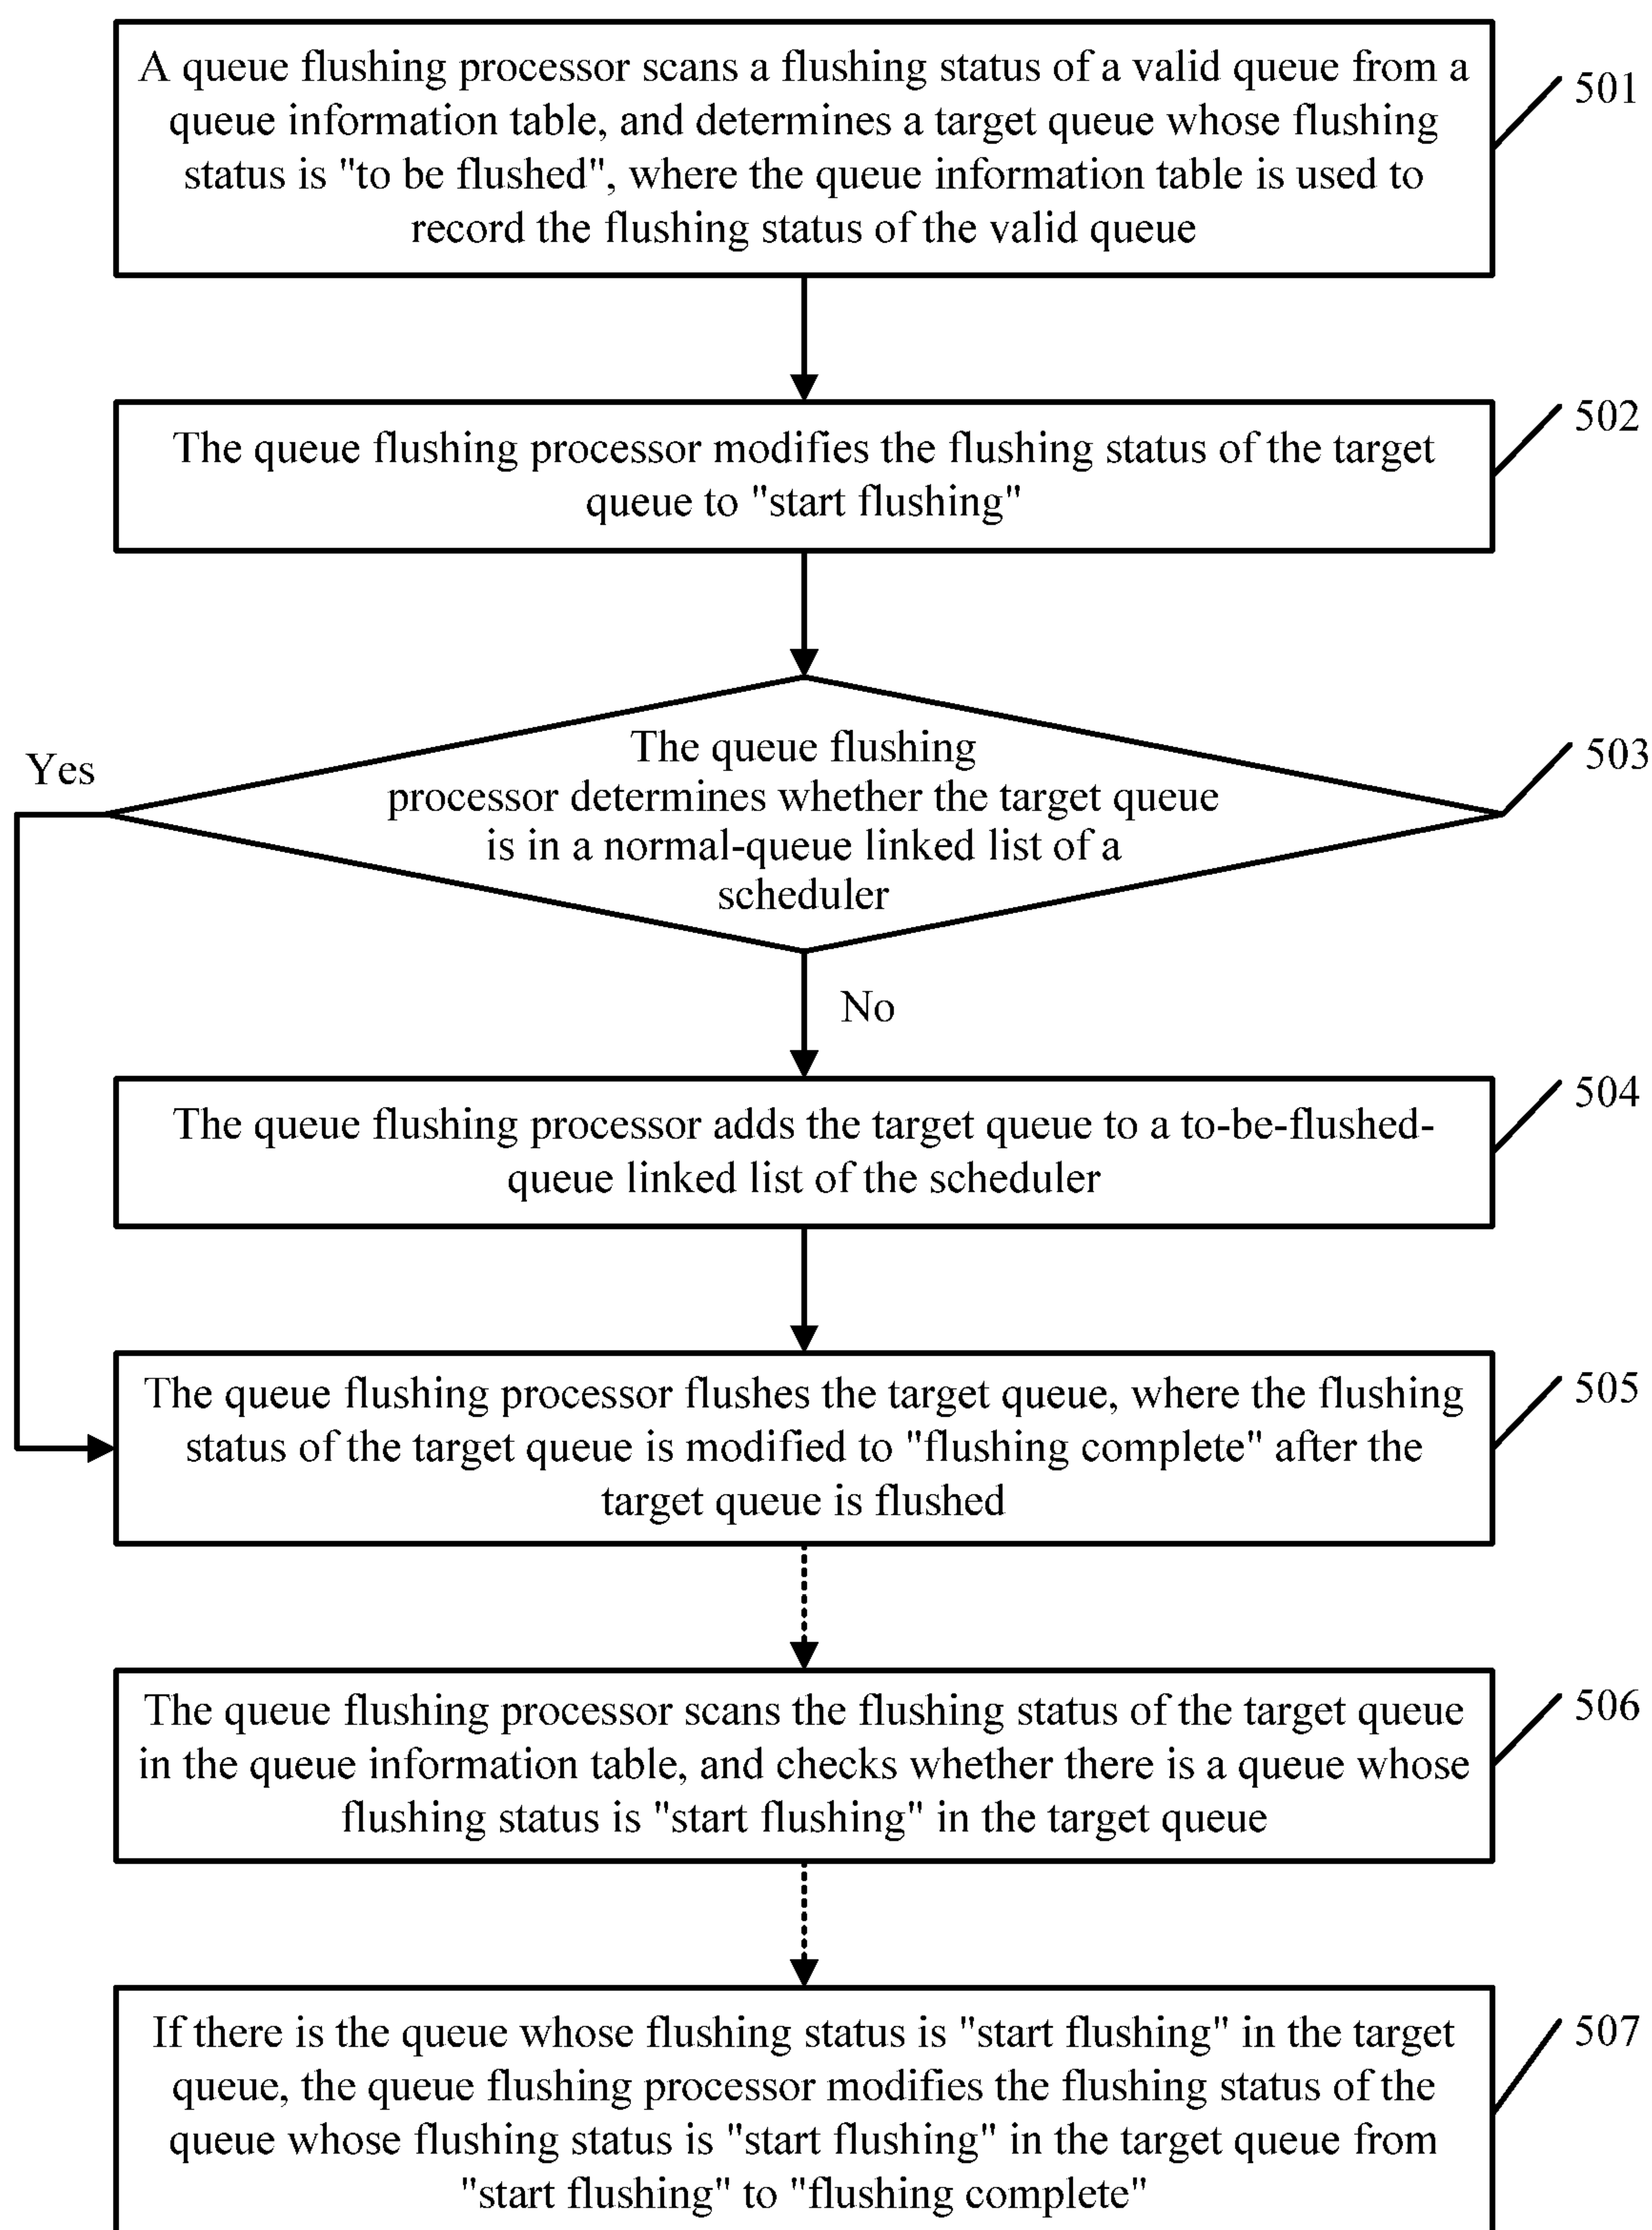 A queue flushing processor scans a flushing status of a valid queue from a
queue information table, and determines a target queue whose flushing
status is "to be flushed", where the queue information table is used to
record the flushing status of the valid queue
501
The queue flushing processor modifies the flushing status of the target
queue to "start flushing"
502
The queue flushing
processor determines whether the target queue
is in a normal-queue linked list of a
scheduler
503
Yes
No
The queue flushing processor adds the target queue to a to-be-flushed-
queue linked list of the scheduler
504
The queue flushing processor flushes the target queue, where the flushing
status of the target queue is modified to "flushing complete" after the
target queue is flushed
505
The queue flushing processor scans the flushing status of the target queue
in the queue information table, and checks whether there is a queue whose
flushing status is "start flushing" in the target queue
506
If there is the queue whose flushing status is "start flushing" in the target
queue, the queue flushing processor modifies the flushing status of the
queue whose flushing status is "start flushing" in the target queue from
"start flushing" to "flushing complete"
507